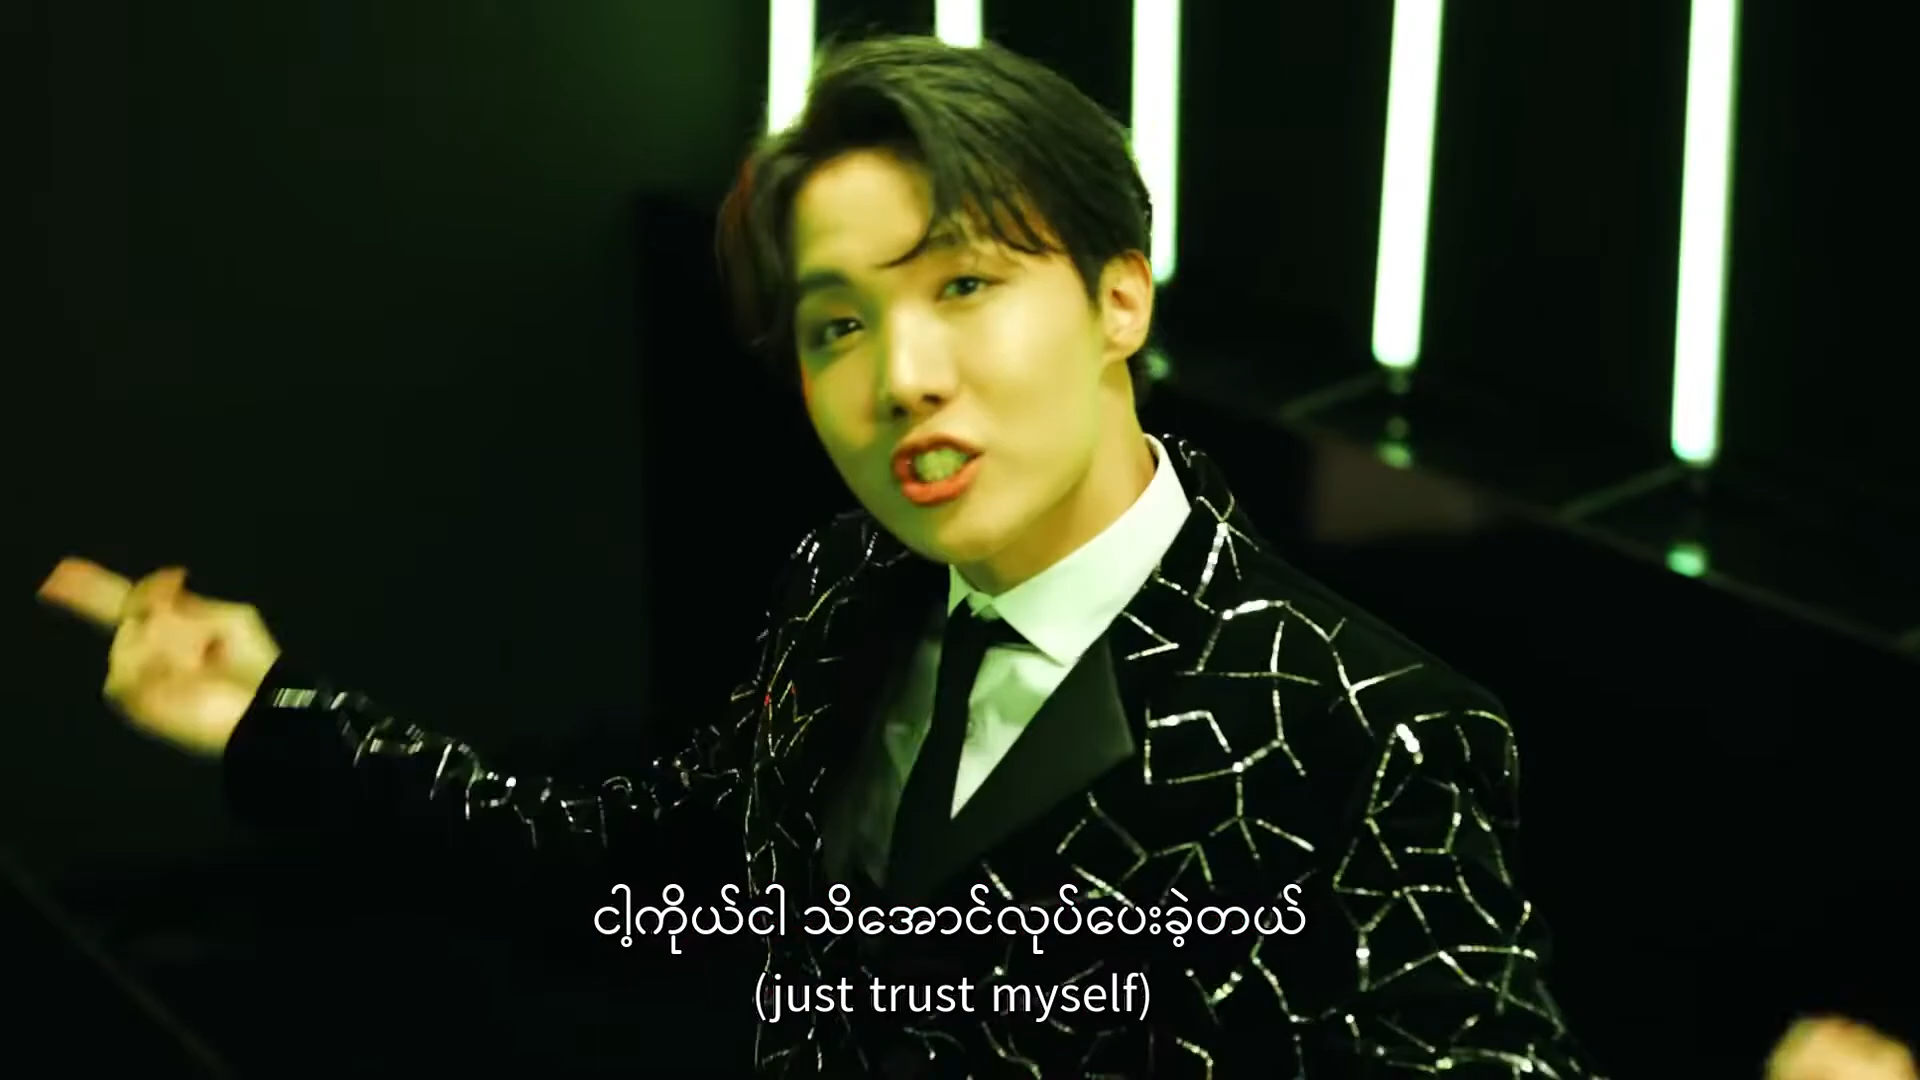 ငါ့ကိုယ်ငါ သိအောင်လုပ်ပေးခဲ့တယ်
(just trust myself)